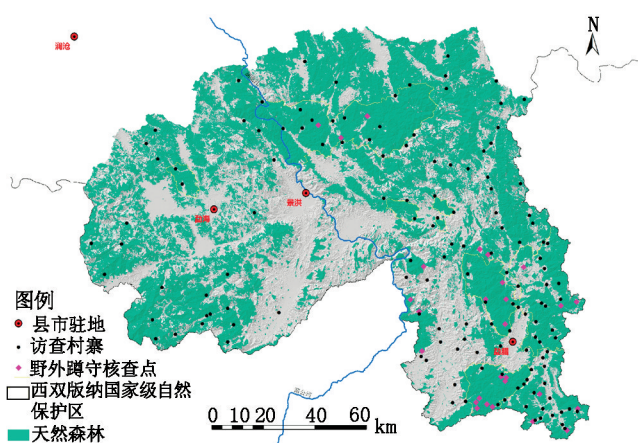 N
澜沧
景洪
勐腊
图例
县市驻地
访查村寨
野外蹲守核查点
西双版纳国家级自然
保护区
天然森林
0 10 20 40 60
km